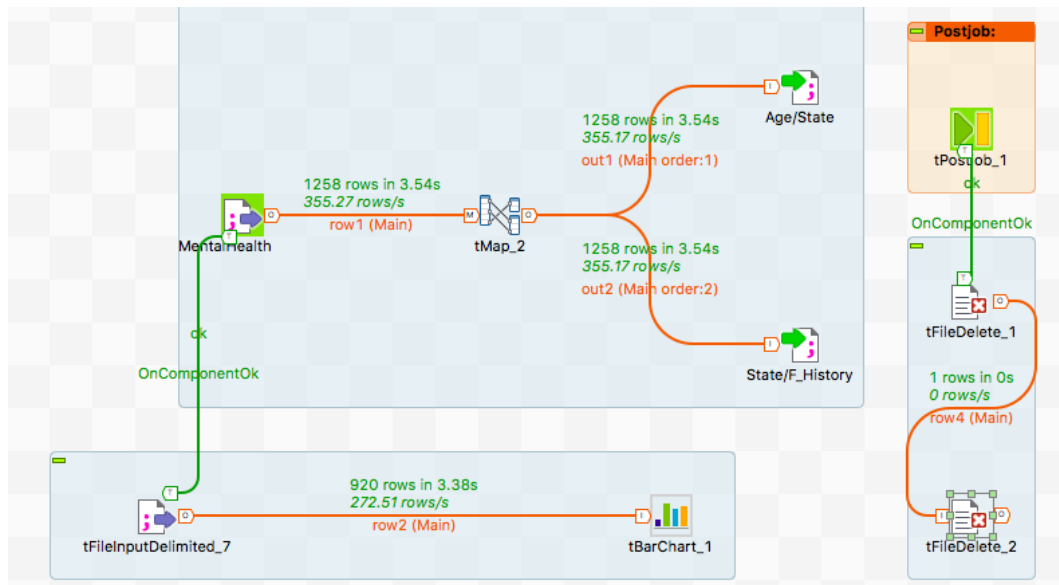 Postjob:
1258 rows in 3.54s
355.17 rows/s
out1 (Main order:1)
Age/State
T
tPostjob_1
ok
OnComponentOk
1258 rows in 3.54s
355.27 rows/s
row1 (Main)
O
M
O
I
T
MentalHealth
tMap_2
1258 rows in 3.54s
355.17 rows/s
out2 (Main order:2)
I
State/F_History
ok
OnComponentOk
T
O
tFileDelete_1
1 rows in 0s
0 rows/s
row4 (Main)
I
O
tFileDelete_2
T
920 rows in 3.38s
272.51 rows/s
row2 (Main)
O
I
tFileInputDelimited_7
tBarChart_1